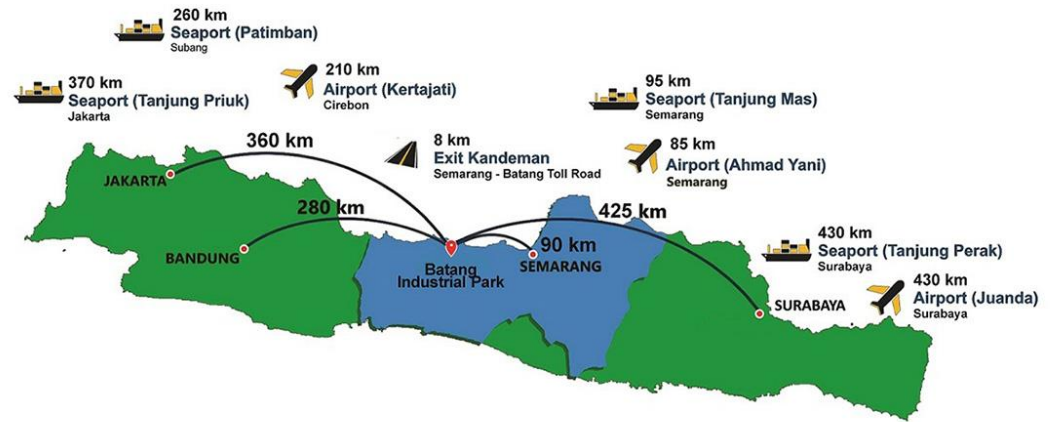 260 km
Seaport (Patimban)
Subang
370 km
Seaport (Tanjung Priuk)
Jakarta
210 km
Airport (Kertajati)
Cirebon
95 km
Seaport (Tanjung Mas)
Semarang
8 km
Exit Kandeman
Semarang - Batang Toll Road
85 km
Airport (Ahmad Yani)
Semarang
360 km
JAKARTA
280 km
425 km
BANDUNG
90 km
SEMARANG
Batang
Industrial Park
430 km
Seaport (Tanjung Perak)
Surabaya
430 km
Airport (Juanda)
Surabaya
SURABAYA